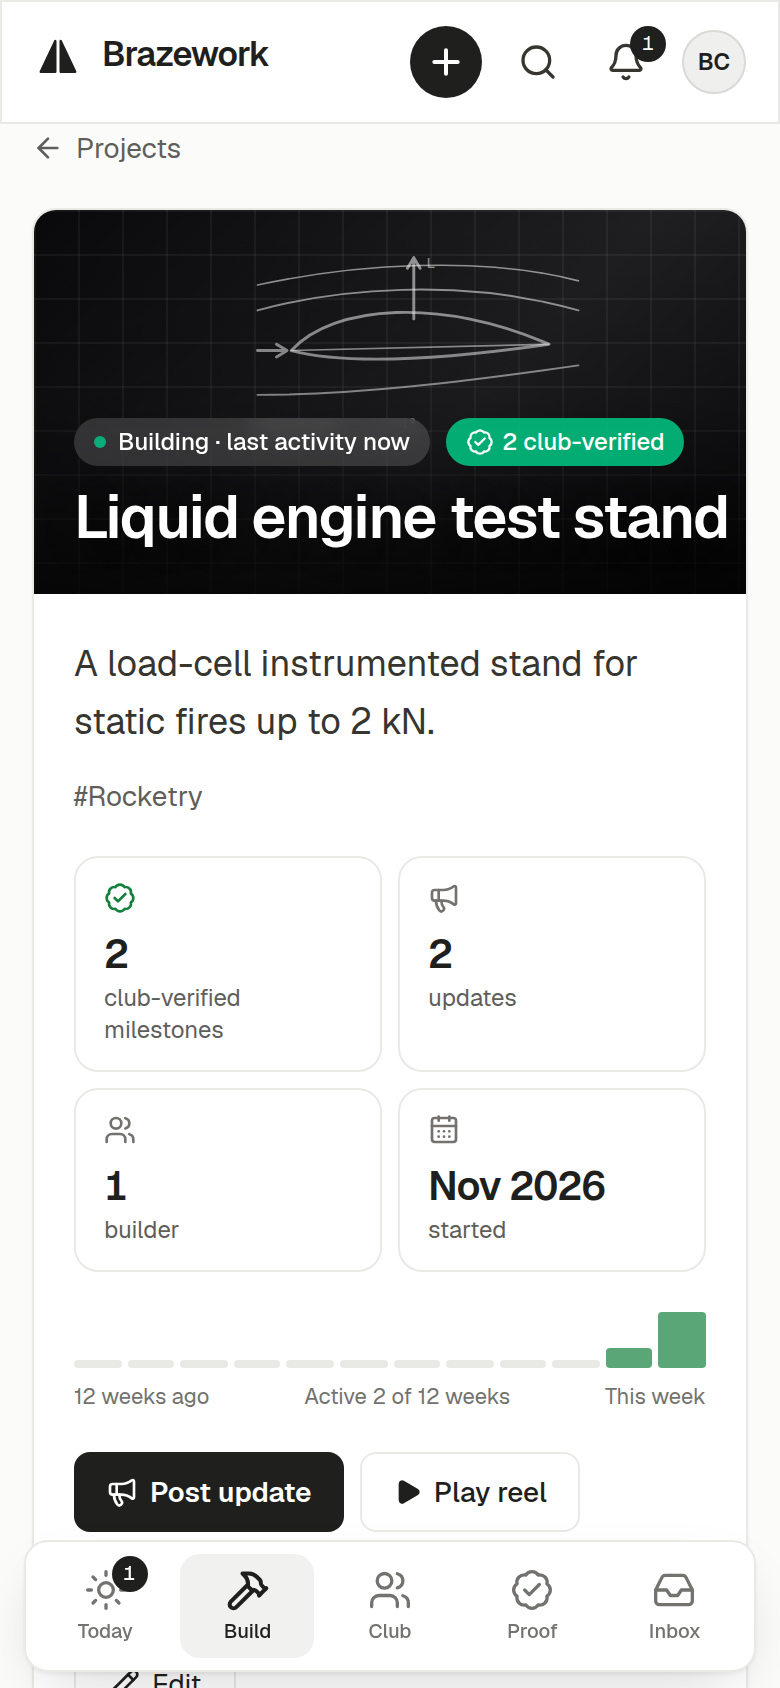 Brazework
1
BC
Projects
L
Building · last activity now
2 club-verified
Liquid engine test stand
A load-cell instrumented stand for
static fires up to 2 kN.
#Rocketry
2
club-verified
milestones
2
updates
1
builder
Nov 2026
started
12 weeks ago
Active 2 of 12 weeks
This week
Post update
Play reel
1
Today
Build
Club
Proof
Inbox
Edit